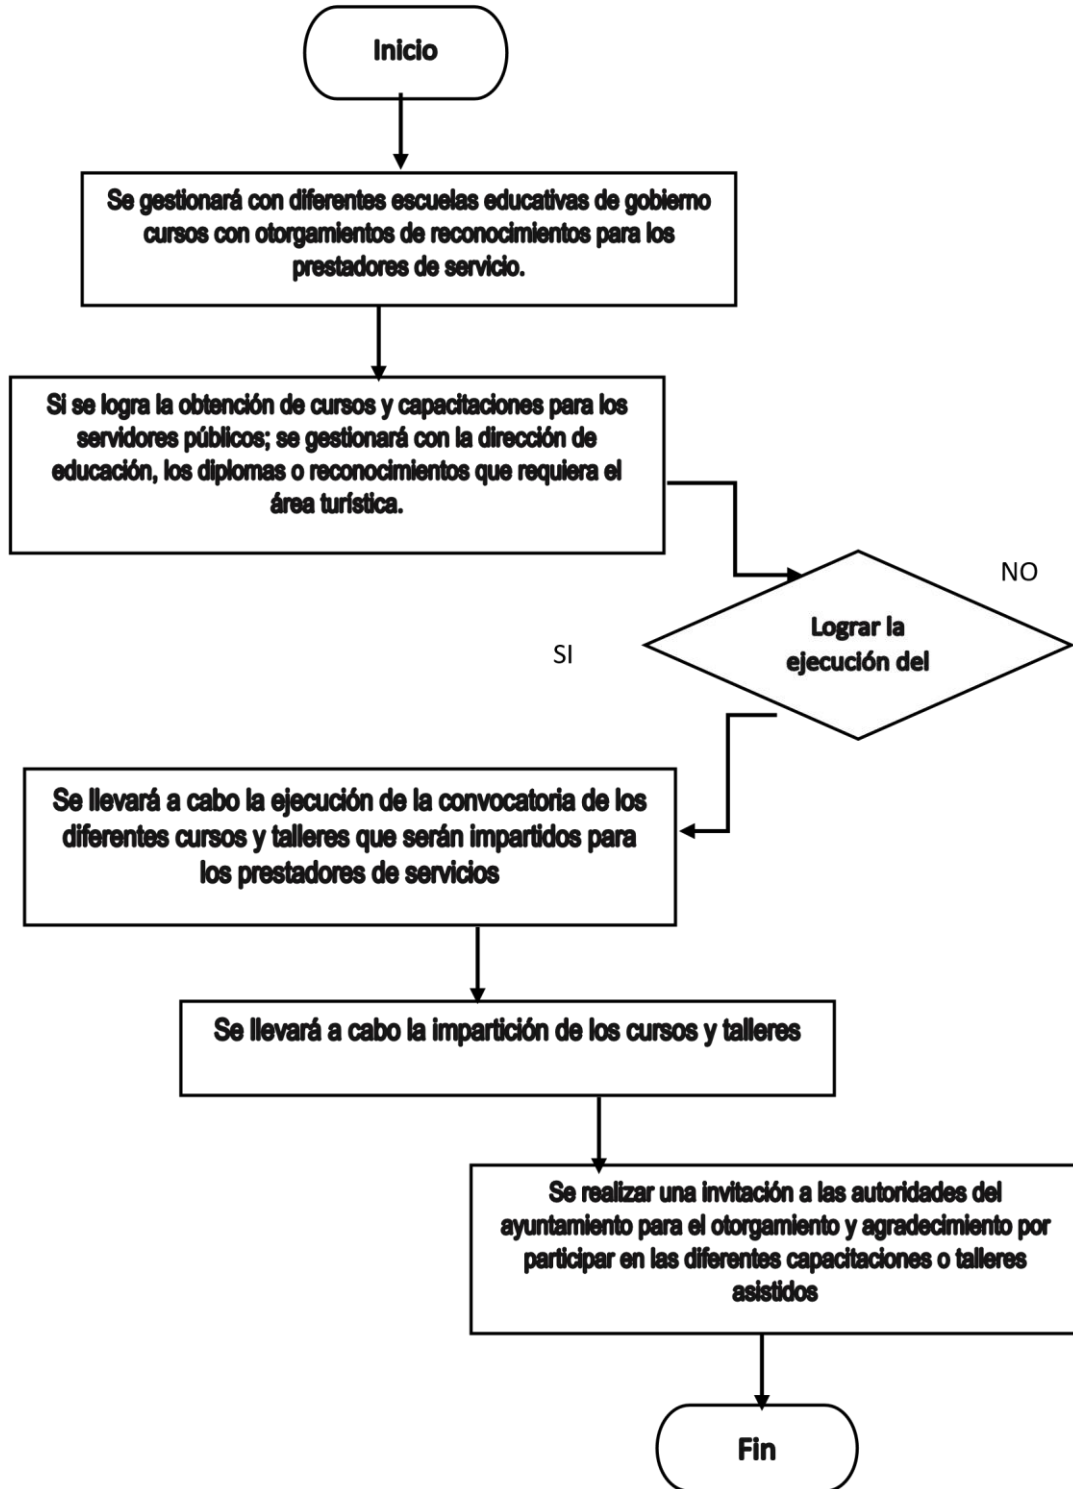 Inicio
Se gestionará con diferentes escuelas educativas de gobierno
cursos con otorgamientos de reconocimientos para los
prestadores de servicio.
Si se logra la obtención de cursos y capacitaciones para los
servidores públicos; se gestionará con la dirección de
educación, los diplomas o reconocimientos que requiera el
área turística.
NO
Lograr la
ejecución del
SI
Se llevará a cabo la ejecución de la convocatoria de los
diferentes cursos y talleres que serán impartidos para
los prestadores de servicios
Se llevará a cabo la impartición de los cursos y talleres
Se realizar una invitación a las autoridades del
ayuntamiento para el otorgamiento y agradecimiento por
participar en las diferentes capacitaciones o talleres
asistidos
Fin